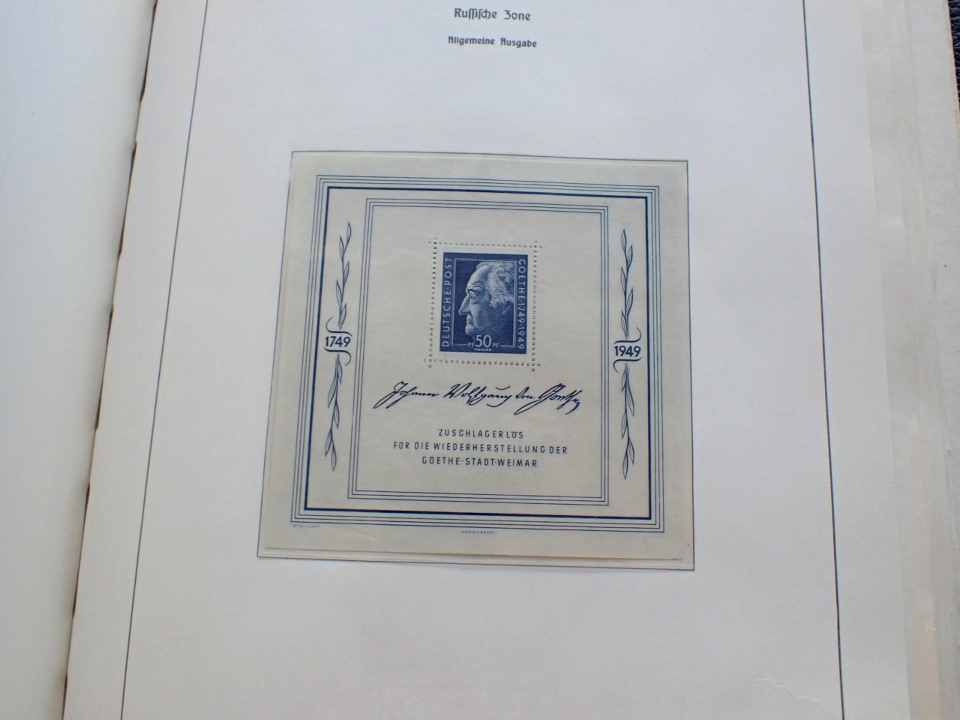 Russische Zone
Allgemeine Ausgabe
DEUTSCHE·POST
GOETHE·1749·1949
50
1749
1949
Johann Wolfgang von Goethe
ZUSCHLAGERLÖS
FÜR DIE WIEDERHERSTELLUNG DER
GOETHE-STADT-WEIMAR